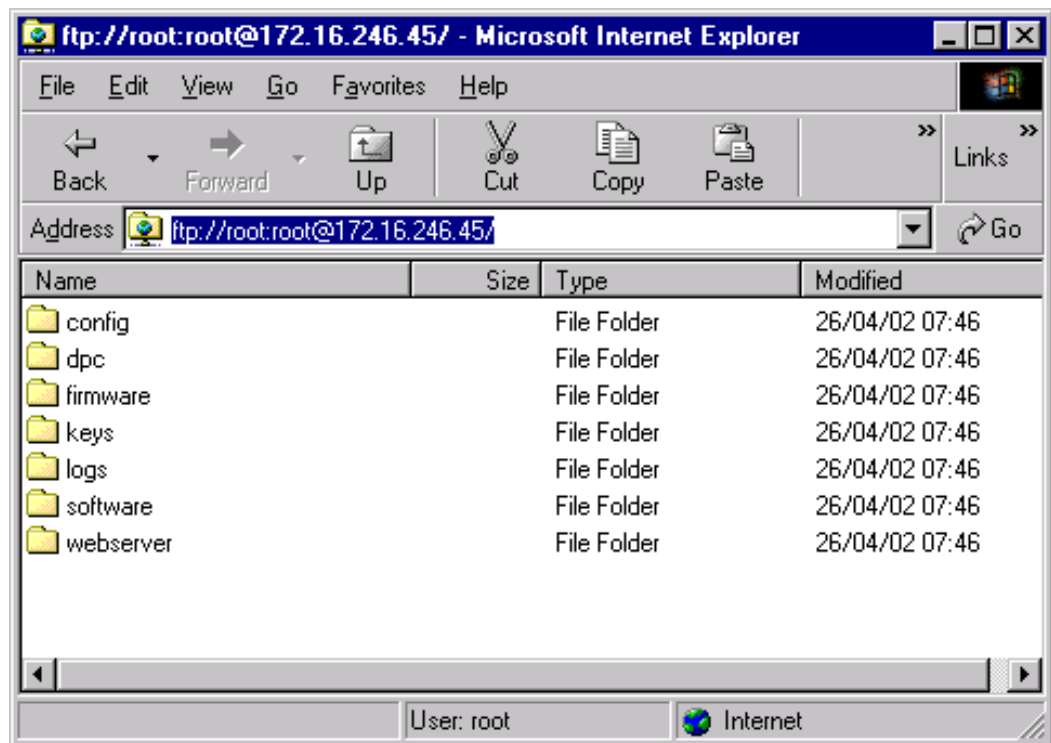 ftp://root:root@172.16.246.45/ - Microsoft Internet Explorer
File Edit View Go Favorites Help
Back Forward Up Cut Copy Paste » Links »
Address ftp://root:root@172.16.246.45/ Go
Name Size Type Modified
config File Folder 26/04/02 07:46
dpc File Folder 26/04/02 07:46
firmware File Folder 26/04/02 07:46
keys File Folder 26/04/02 07:46
logs File Folder 26/04/02 07:46
software File Folder 26/04/02 07:46
webserver File Folder 26/04/02 07:46
User: root Internet